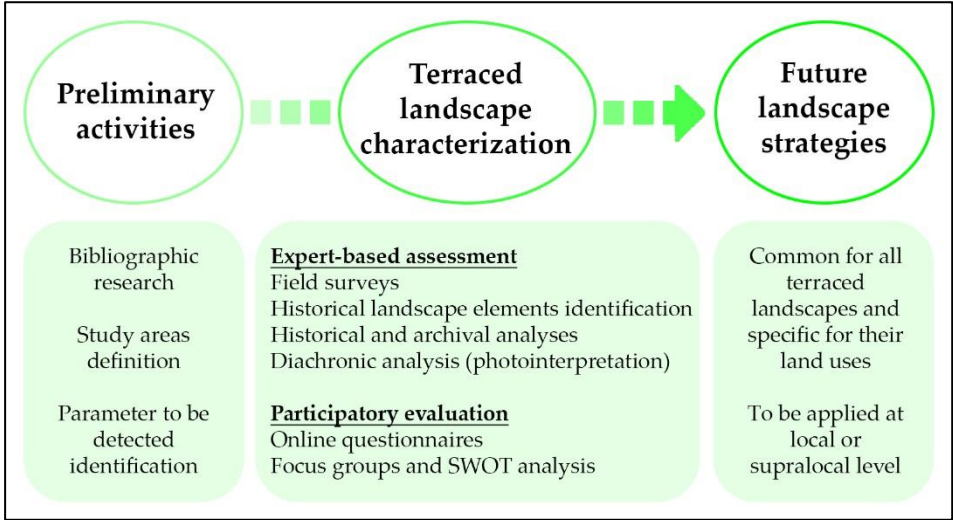 Preliminary
activities
Terraced
landscape
characterization
Future
landscape
strategies
Bibliographic
research
Study areas
definition
Parameter to be
detected
identification
Expert-based assessment
Field surveys
Historical landscape elements identification
Historical and archival analyses
Diachronic analysis (photointerpretation)
Participatory evaluation
Online questionnaires
Focus groups and SWOT analysis
Common for all
terraced
landscapes and
specific for their
land uses
To be applied at
local or
supralocal level